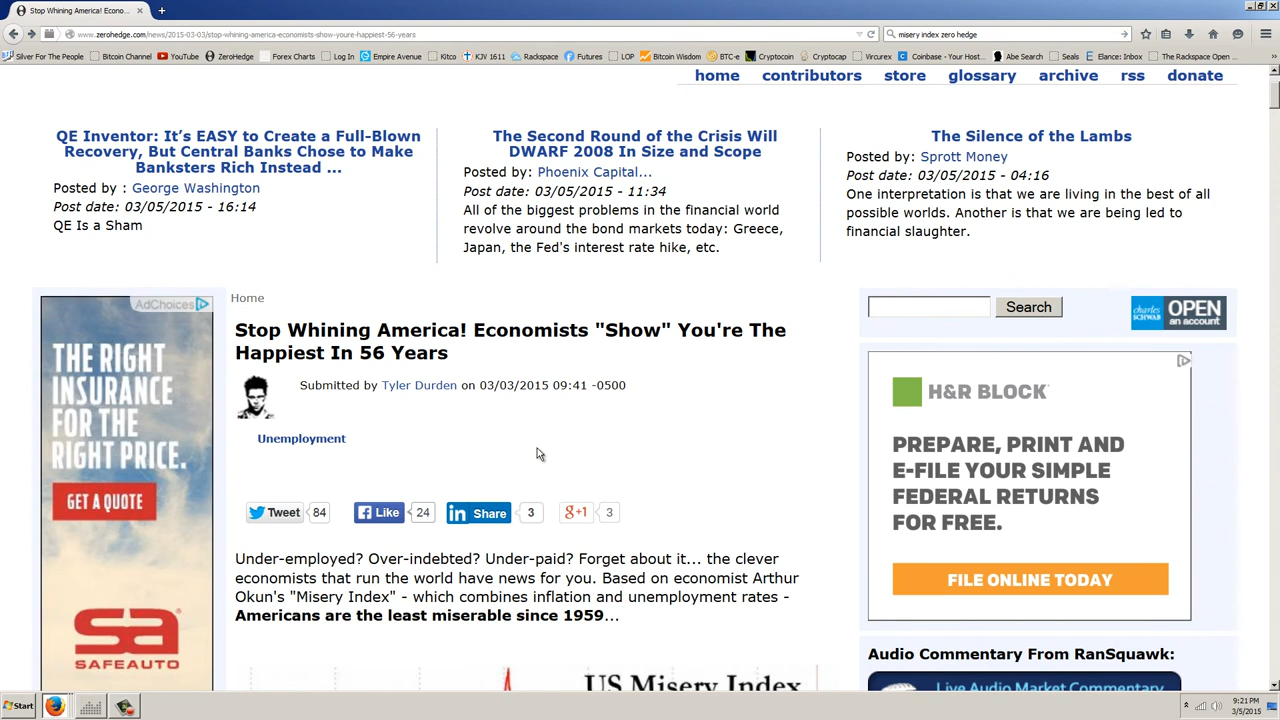 Stop Whining America! Econo...
www.zerohedge.com/news/2015-03-03/stop-whining-america-economists-show-youre-happiest-56-years
misery index zero hedge
Silver For The People
Bitcoin Channel
YouTube
ZeroHedge
Forex Charts
Log In
Empire Avenue
Kitco
KJV 1611
Rackspace
Futures
LOP
Bitcoin Wisdom
BTC-e
Cryptocoin
Cryptocap
Vircurex
Coinbase - Your Host...
Abe Search
Seals
Elance: Inbox
The Rackspace Open ...
home
contributors
store
glossary
archive
rss
donate
QE Inventor: It's EASY to Create a Full-Blown
Recovery, But Central Banks Chose to Make
Banksters Rich Instead ...
Posted by : George Washington
Post date: 03/05/2015 - 16:14
QE Is a Sham
The Second Round of the Crisis Will
DWARF 2008 In Size and Scope
Posted by: Phoenix Capital...
Post date: 03/05/2015 - 11:34
All of the biggest problems in the financial world
revolve around the bond markets today: Greece,
Japan, the Fed's interest rate hike, etc.
The Silence of the Lambs
Posted by: Sprott Money
Post date: 03/05/2015 - 04:16
One interpretation is that we are living in the best of all
possible worlds. Another is that we are being led to
financial slaughter.
AdChoices
THE RIGHT
INSURANCE
FOR THE
RIGHT PRICE.
GET A QUOTE
SAFEAUTO
Home
Stop Whining America! Economists "Show" You're The
Happiest In 56 Years
Submitted by Tyler Durden on 03/03/2015 09:41 -0500
Unemployment
Tweet 84
Like 24
in Share 3
g+1 3
Under-employed? Over-indebted? Under-paid? Forget about it... the clever
economists that run the world have news for you. Based on economist Arthur
Okun's "Misery Index" - which combines inflation and unemployment rates -
Americans are the least miserable since 1959...
US Misery Index
Search
charles SCHWAB
OPEN
an account
H&R BLOCK
PREPARE, PRINT AND
E-FILE YOUR SIMPLE
FEDERAL RETURNS
FOR FREE.
FILE ONLINE TODAY
Audio Commentary From RanSquawk:
Live Audio Market Commentary
Start
9:21 PM
3/5/2015